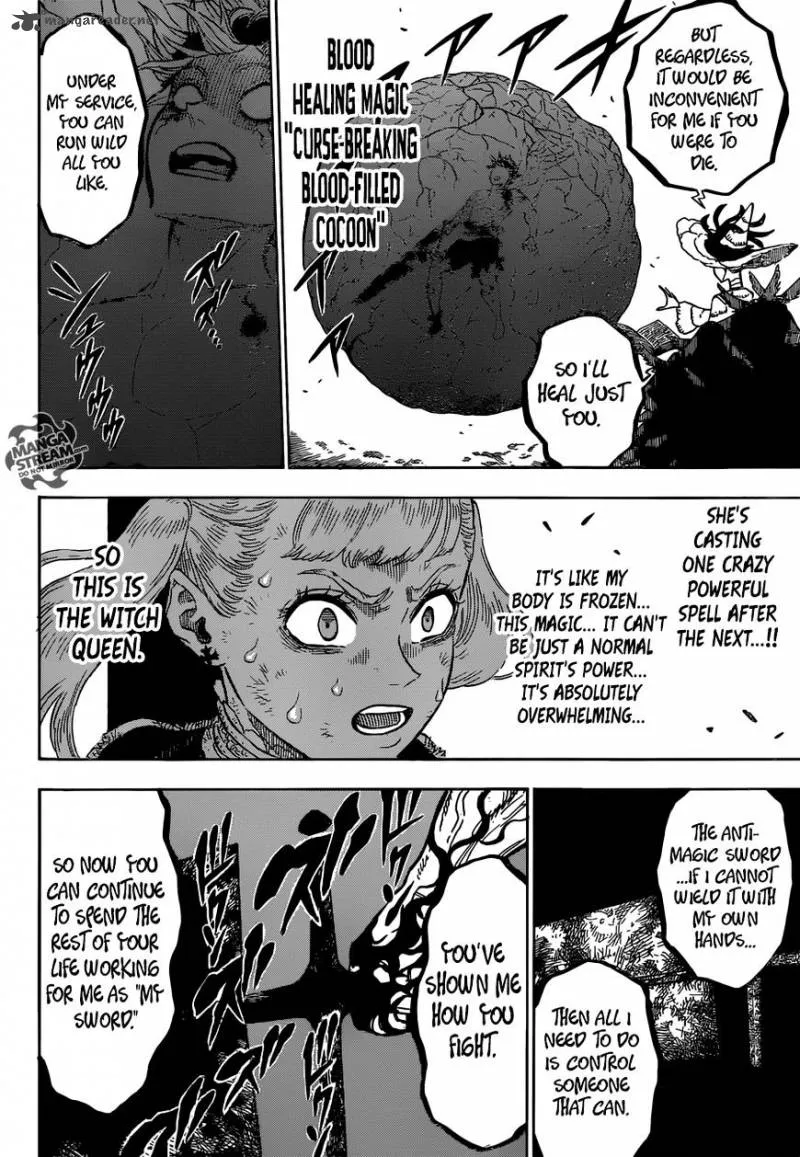 BUT
REGARDLESS,
IT WOULD BE
INCONVENIENT
FOR ME IF YOU
WERE TO
DIE.
SO I'LL
HEAL JUST
YOU.
BLOOD
HEALING MAGIC
"CURSE-BREAKING
BLOOD-FILLED
COCOON"
UNDER
MY SERVICE,
YOU CAN
RUN WILD
ALL YOU
LIKE.
SHE'S
CASTING
ONE CRAZY
POWERFUL
SPELL AFTER
THE NEXT...!!
IT'S LIKE MY
BODY IS FROZEN...
THIS MAGIC... IT CAN'T
BE JUST A NORMAL
SPIRIT'S POWER...
IT'S ABSOLUTELY
OVERWHELMING...
SO
THIS IS
THE WITCH
QUEEN.
THE ANTI-
MAGIC SWORD
...IF I CANNOT
WIELD IT WITH
MY OWN
HANDS...
THEN ALL I
NEED TO DO
IS CONTROL
SOMEONE
THAT CAN.
YOU'VE
SHOWN ME
HOW YOU
FIGHT.
SO NOW YOU
CAN CONTINUE
TO SPEND THE
REST OF YOUR
LIFE WORKING
FOR ME AS "MY
SWORD."
mangareader.net
MANGA
STREAM.com
DO NOT MIRROR